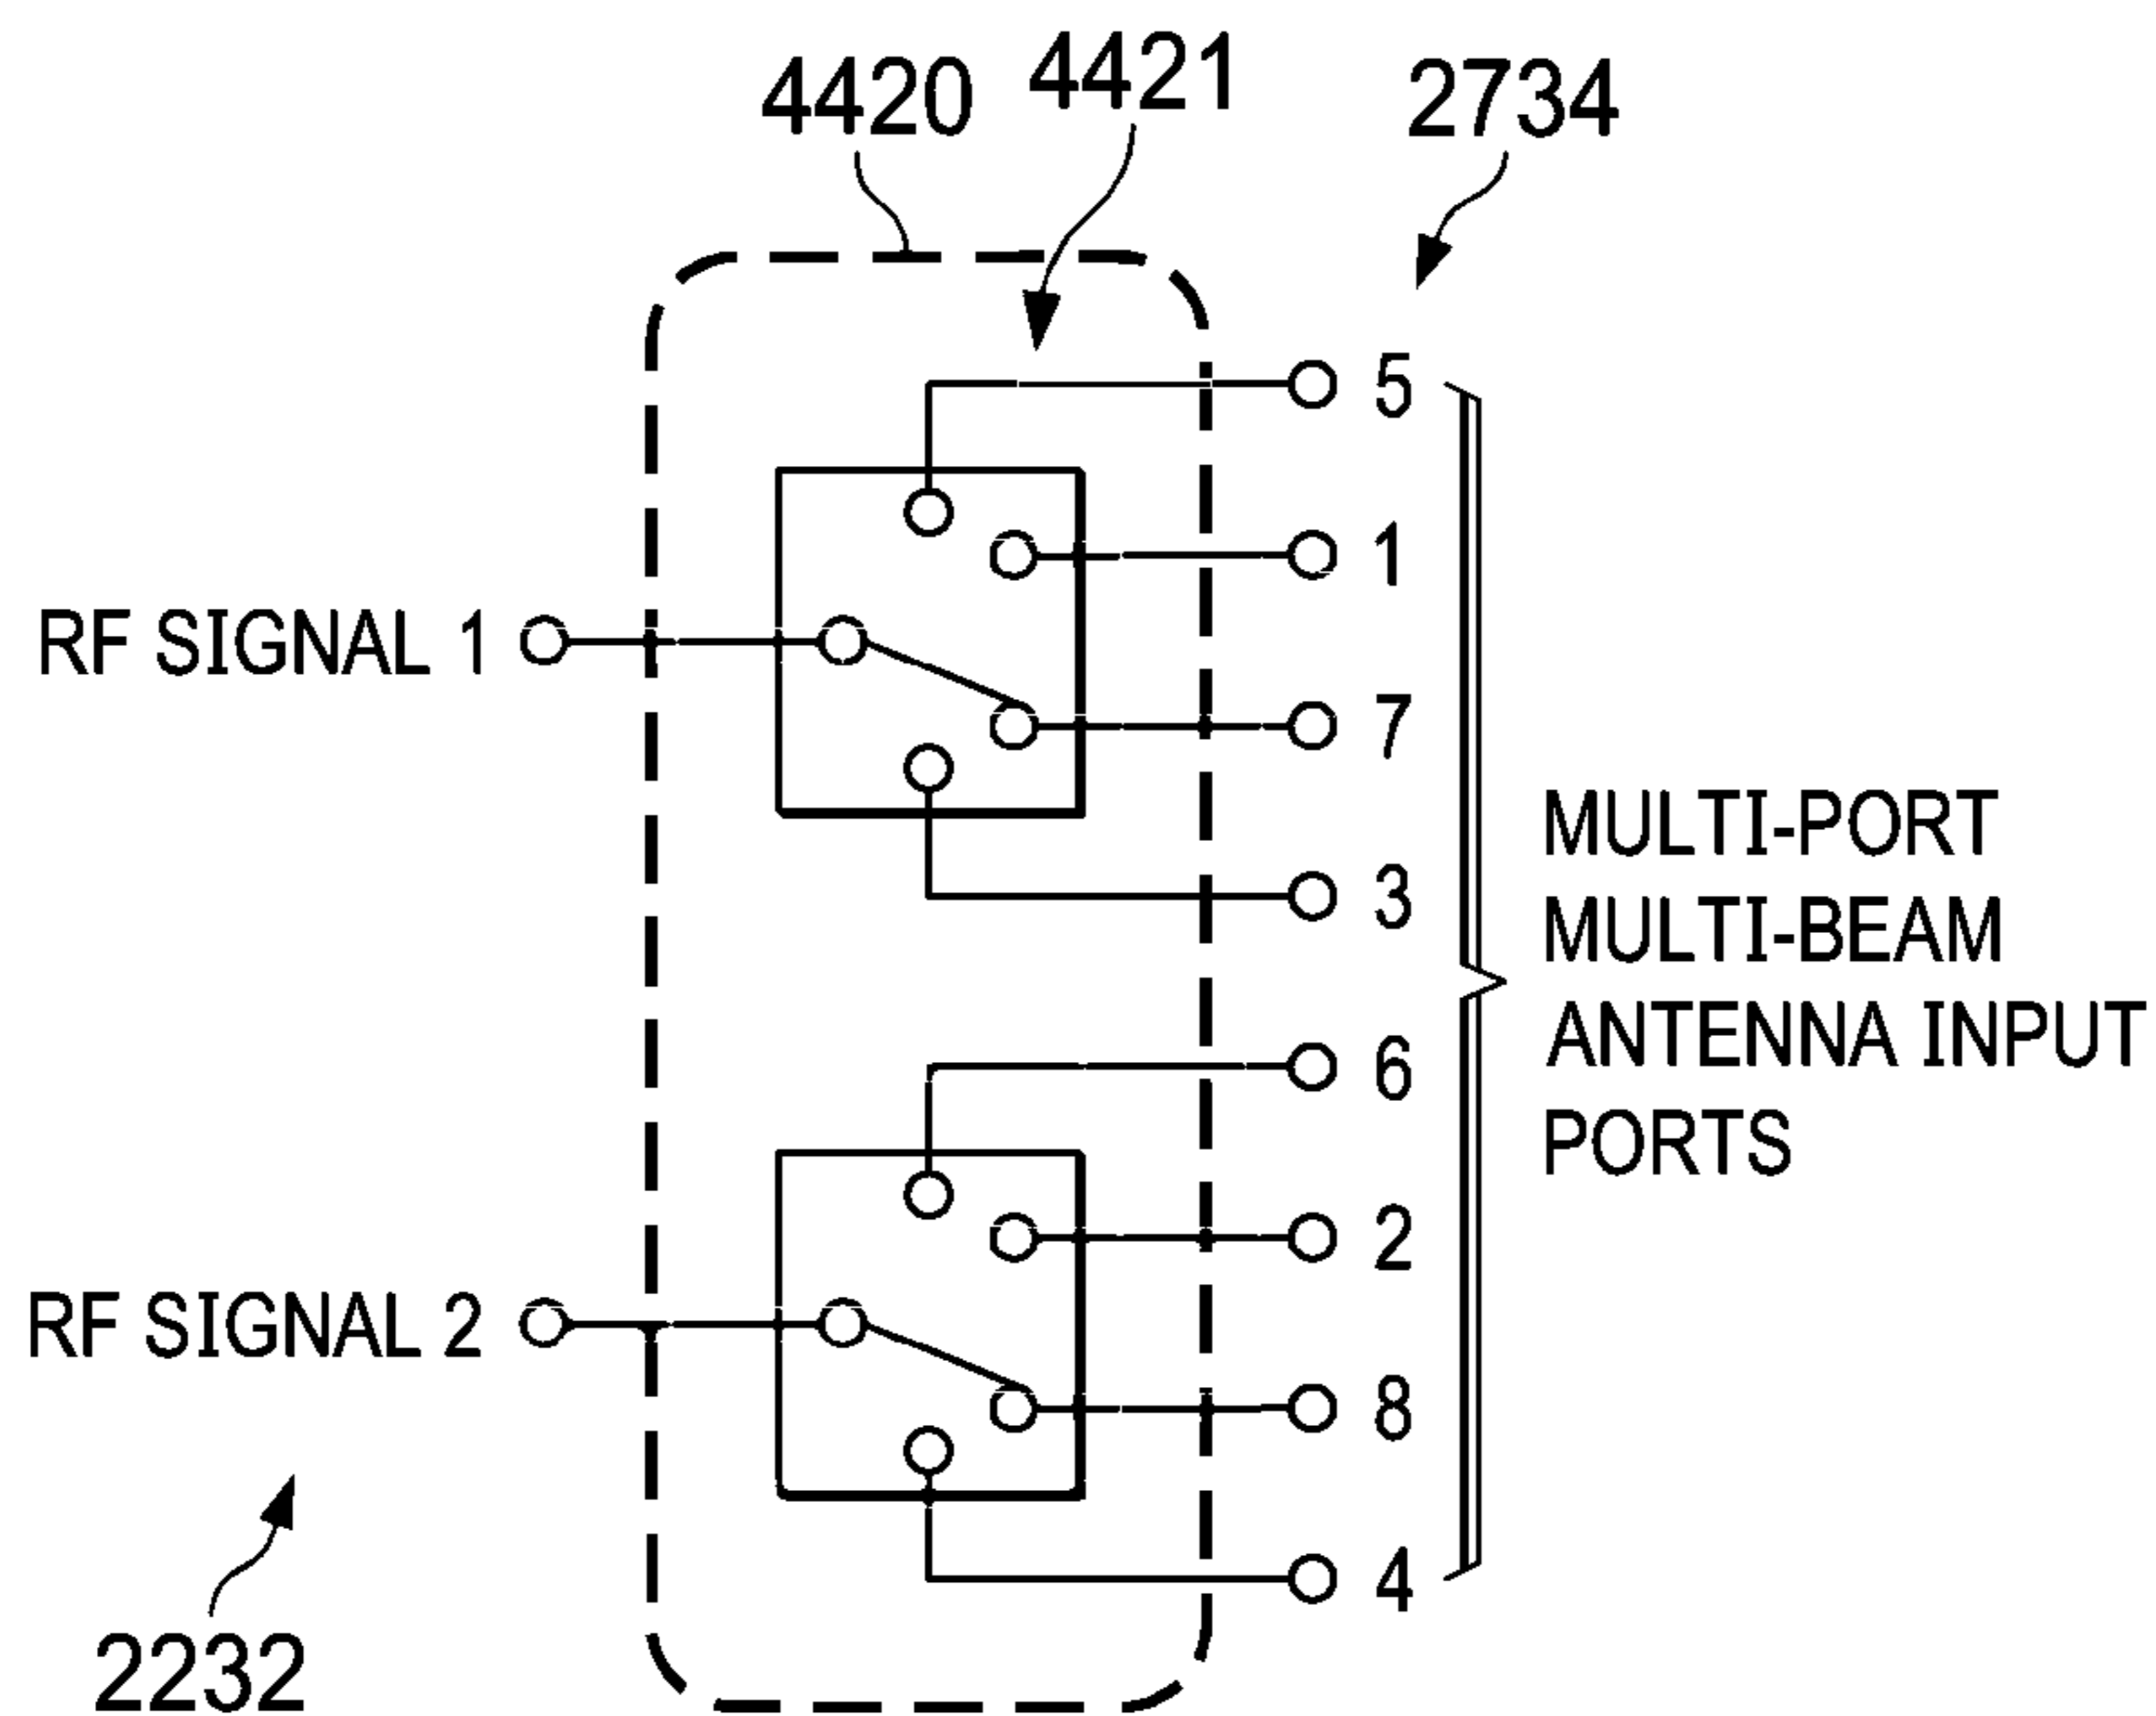 4420
4421
2734
5
1
RF SIGNAL 1
7
3
MULTI-PORT
MULTI-BEAM
ANTENNA INPUT
PORTS
6
2
RF SIGNAL 2
8
4
2232